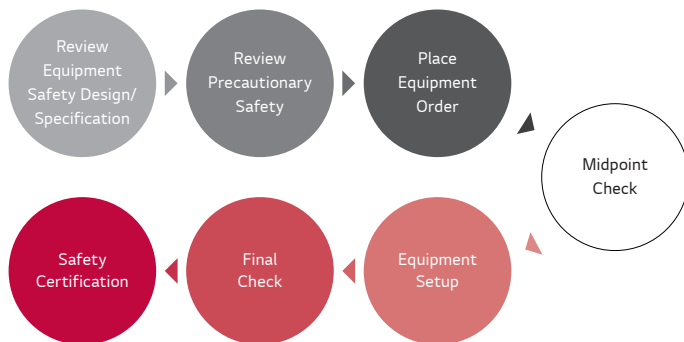 Review
Equipment
Safety Design/
Specification
Review
Precautionary
Safety
Place
Equipment
Order
Midpoint
Check
Equipment
Setup
Final
Check
Safety
Certification